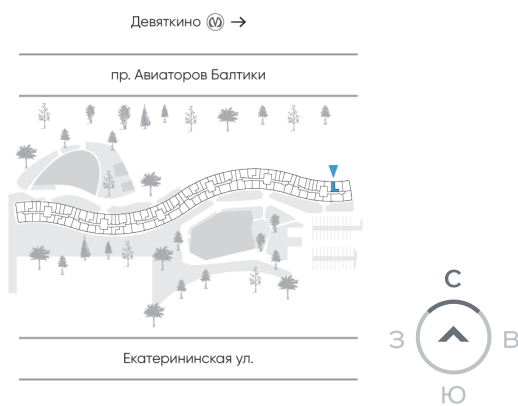 Девяткино М →
пр. Авиаторов Балтики
С
З В
Ю
Екатерининская ул.